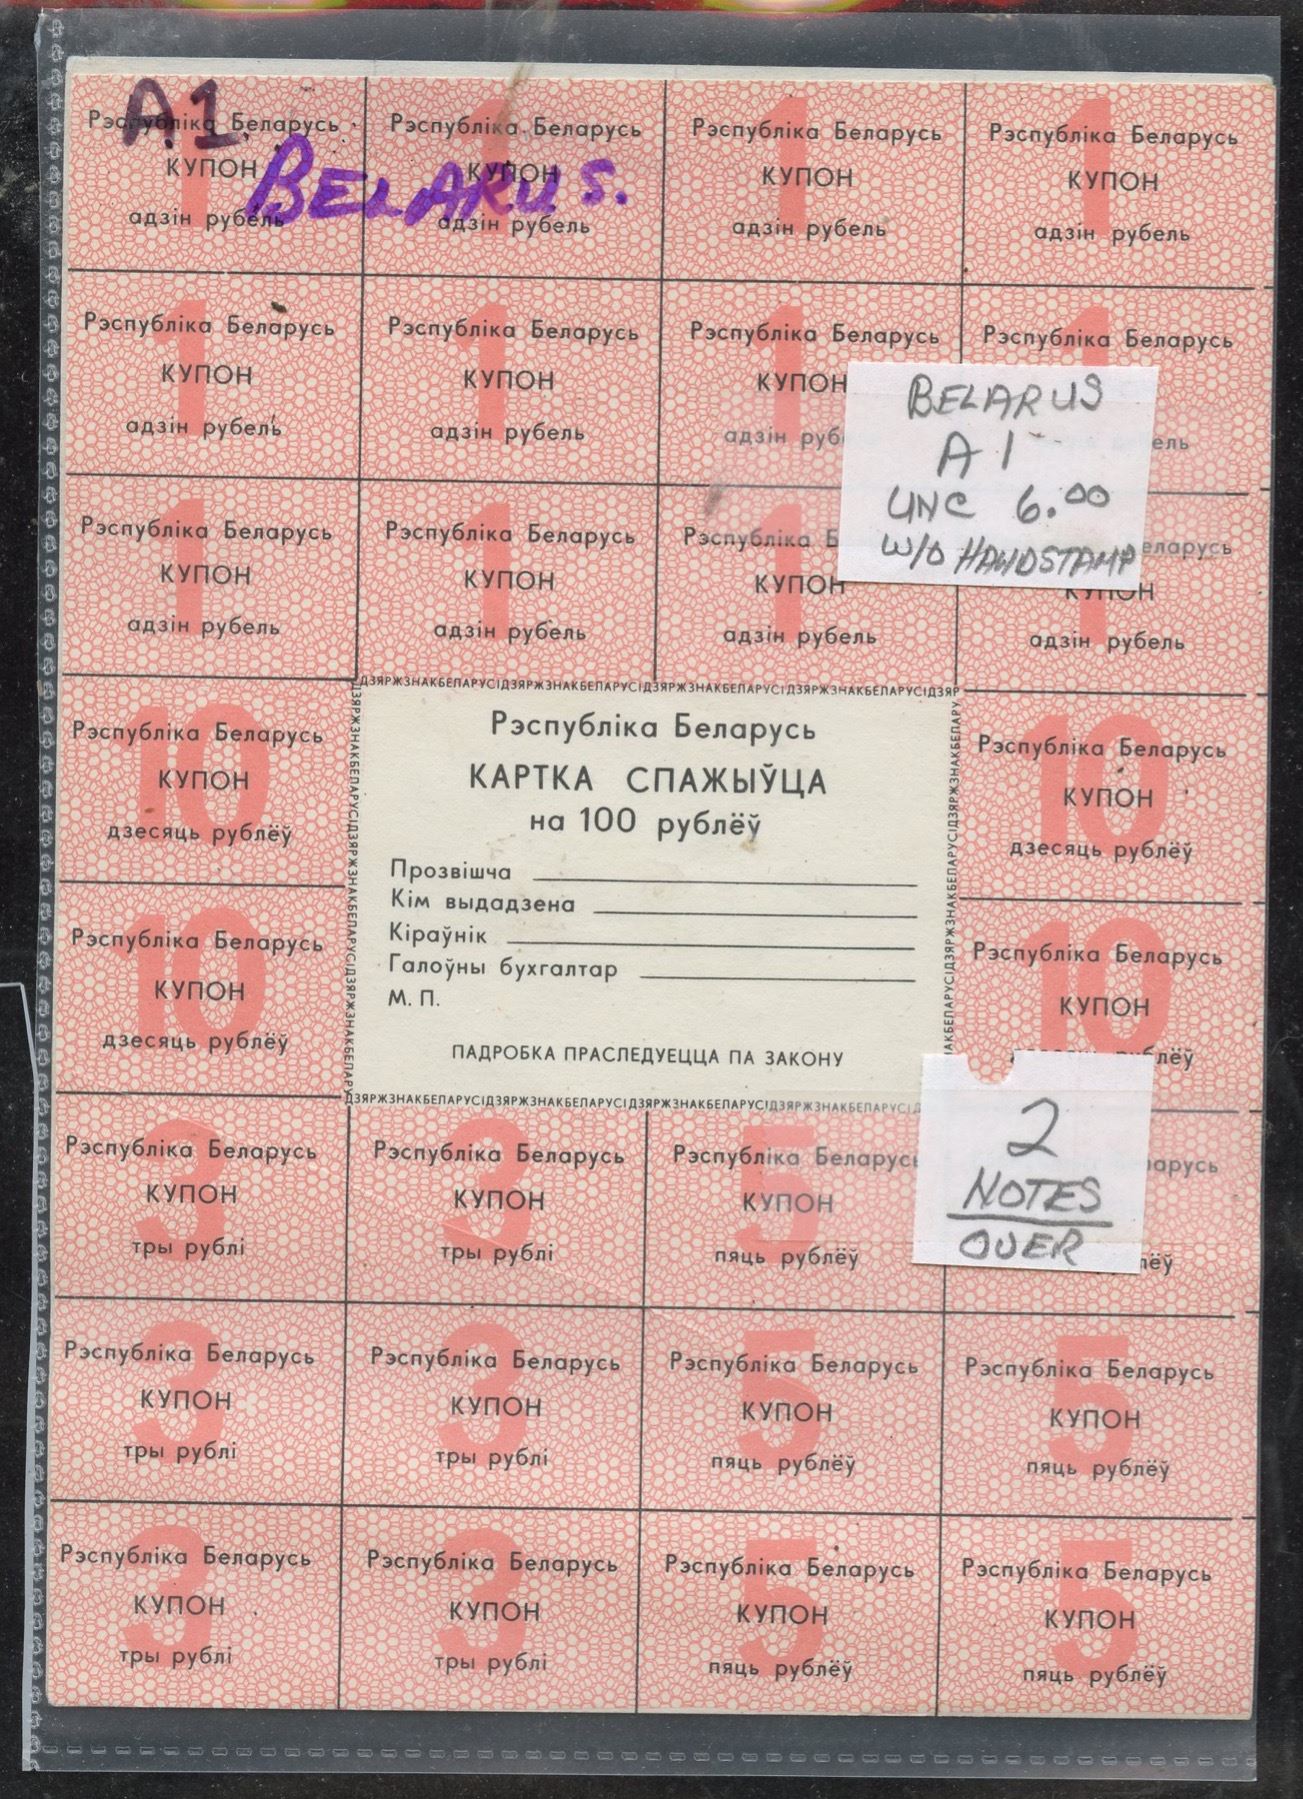 A1.
BELARUS.
Рэспубліка Беларусь
КУПОН
адзін рубель
Рэспубліка Беларусь
КУПОН
адзін рубель
Рэспубліка Беларусь
КУПОН
адзін рубель
Рэспубліка Беларусь
КУПОН
адзін рубель
Рэспубліка Беларусь
КУПОН
адзін рубель
Рэспубліка Беларусь
КУПОН
адзін рубель
Рэспубліка Беларусь
КУПОН
адзін
Рэспубліка Беларусь
BELARUS
A1
UNC 6.00
W/O HANDSTAMP
Рэспубліка Беларусь
КУПОН
адзін рубель
Рэспубліка Беларусь
КУПОН
адзін рубель
Рэспубліка
КУПОН
адзін рубель
КУПОН
адзін рубель
ДЗЯРЖЗНАКБЕЛАРУСІДЗЯРЖЗНАКБЕЛАРУСІДЗЯРЖЗНАКБЕЛАРУСІДЗЯРЖЗНАКБЕЛАРУСІДЗЯР
Рэспубліка Беларусь
КУПОН
дзесяць рублёў
Рэспубліка Беларусь
КАРТКА СПАЖЫЎЦА
на 100 рублёў
Прозвішча
Кім выдадзена
Кіраўнік
Галоўны бухгалтар
М. П.
ПАДРОБКА ПРАСЛЕДУЕЦЦА ПА ЗАКОНУ
Рэспубліка Беларусь
КУПОН
дзесяць рублёў
Рэспубліка Беларусь
КУПОН
дзесяць рублёў
Рэспубліка Беларусь
КУПОН
ДЗЯРЖЗНАКБЕЛАРУСІДЗЯРЖЗНАКБЕЛАРУСІДЗЯРЖЗНАКБЕЛАРУСІДЗЯРЖЗНАКБЕЛАРУСІ
2
NOTES
OVER
Рэспубліка Беларусь
КУПОН
тры рублі
Рэспубліка Беларусь
КУПОН
тры рублі
Рэспубліка Беларусь
КУПОН
пяць рублёў
Рэспубліка Беларусь
КУПОН
тры рублі
Рэспубліка Беларусь
КУПОН
тры рублі
Рэспубліка Беларусь
КУПОН
пяць рублёў
Рэспубліка Беларусь
КУПОН
пяць рублёў
Рэспубліка Беларусь
КУПОН
тры рублі
Рэспубліка Беларусь
КУПОН
тры рублі
Рэспубліка Беларусь
КУПОН
пяць рублёў
Рэспубліка Беларусь
КУПОН
пяць рублёў